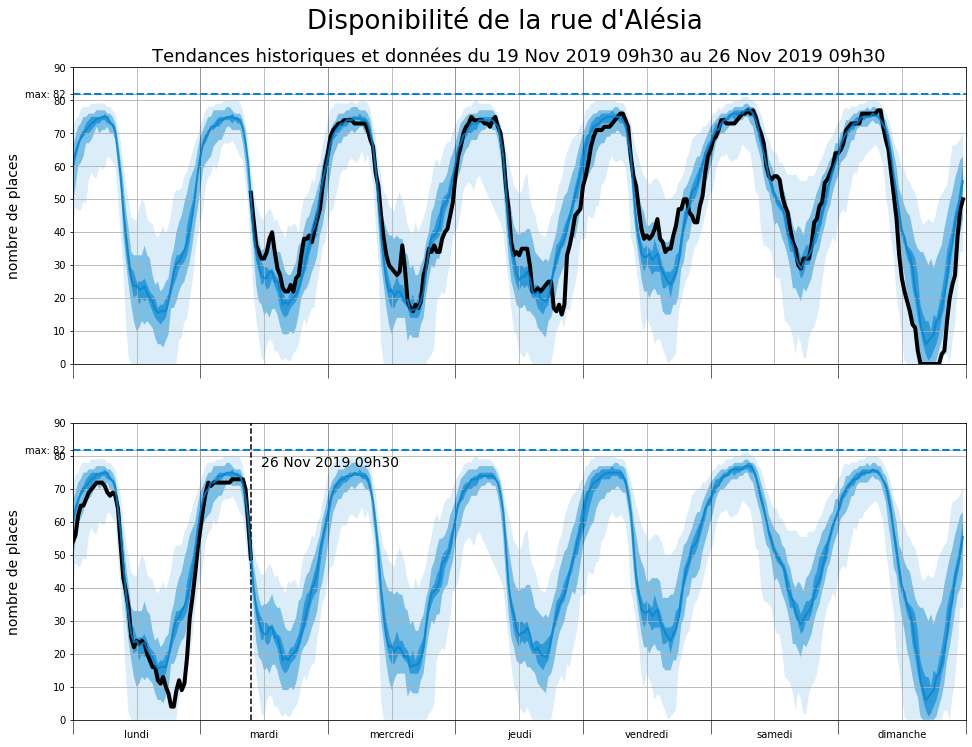 Disponibilité de la rue d'Alésia
Tendances historiques et données du 19 Nov 2019 09h30 au 26 Nov 2019 09h30
90
max: 82
80
70
60
50
40
30
20
10
0
nombre de places
90
max: 82
80
70
60
50
40
30
20
10
0
nombre de places
26 Nov 2019 09h30
lundi mardi mercredi jeudi vendredi samedi dimanche